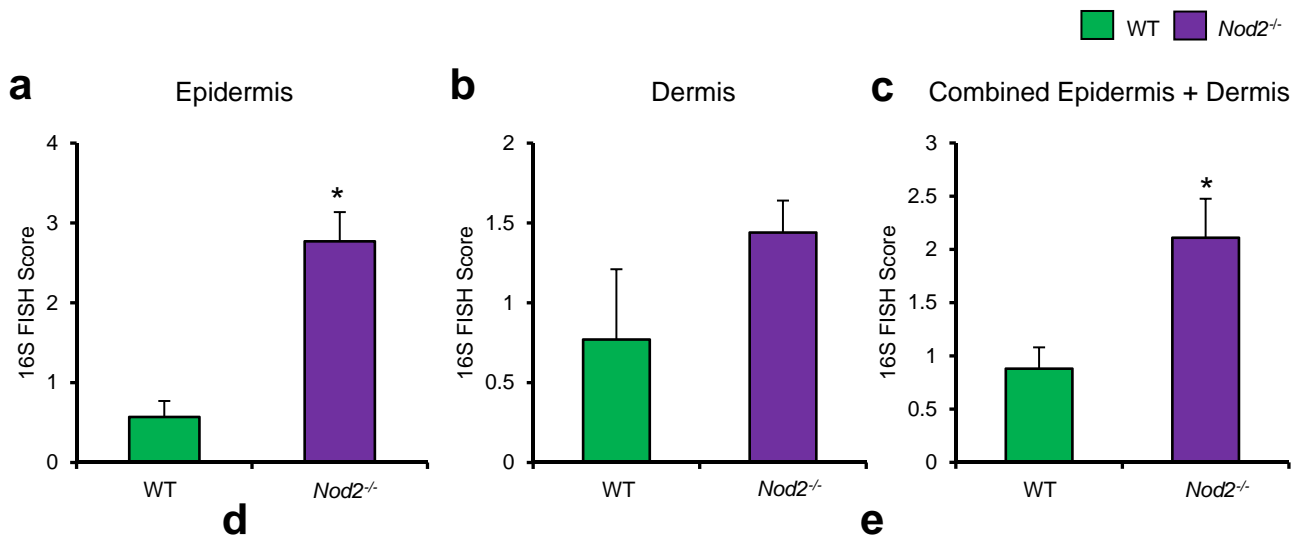 WT Nod2-/-
a Epidermis
4
3
2
1
0
16S FISH Score
*
WT Nod2-/-
b Dermis
2
1.5
1
0.5
0
16S FISH Score
WT Nod2-/-
c Combined Epidermis + Dermis
3
2.5
2
1.5
1
0.5
0
16S FISH Score
*
WT Nod2-/-
d e